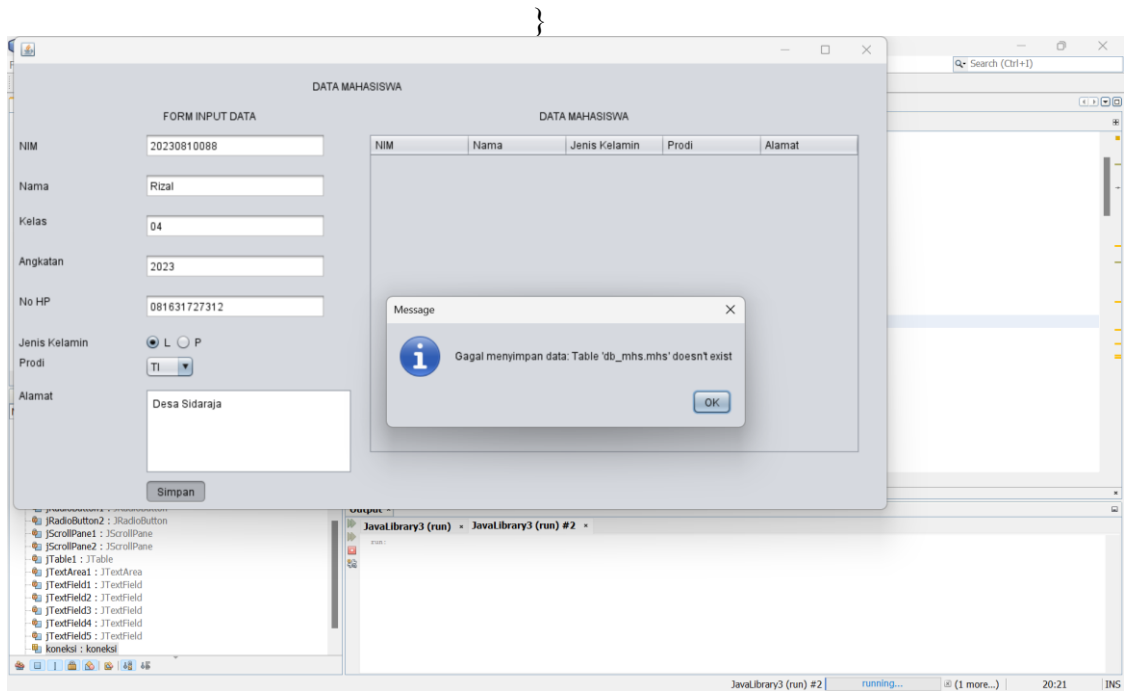 }
Search (Ctrl+I)
DATA MAHASISWA
FORM INPUT DATA
DATA MAHASISWA
NIM
20230810088
NIM Nama Jenis Kelamin Prodi Alamat
Nama
Rizal
Kelas
04
Angkatan
2023
No HP
081631727312
Message
Gagal menyimpan data: Table 'db_mhs.mhs' doesn't exist
OK
Jenis Kelamin
L P
Prodi
TI
Alamat
Desa Sidaraja
Simpan
jRadioButton2 : JRadioButton
jScrollPane1 : JScrollPane
jScrollPane2 : JScrollPane
jTable1 : JTable
jTextArea1 : JTextArea
jTextField1 : JTextField
jTextField2 : JTextField
jTextField3 : JTextField
jTextField4 : JTextField
jTextField5 : JTextField
koneksi : koneksi
JavaLibrary3 (run) × JavaLibrary3 (run) #2 ×
run:
JavaLibrary3 (run) #2 running... (1 more...) 20:21 INS